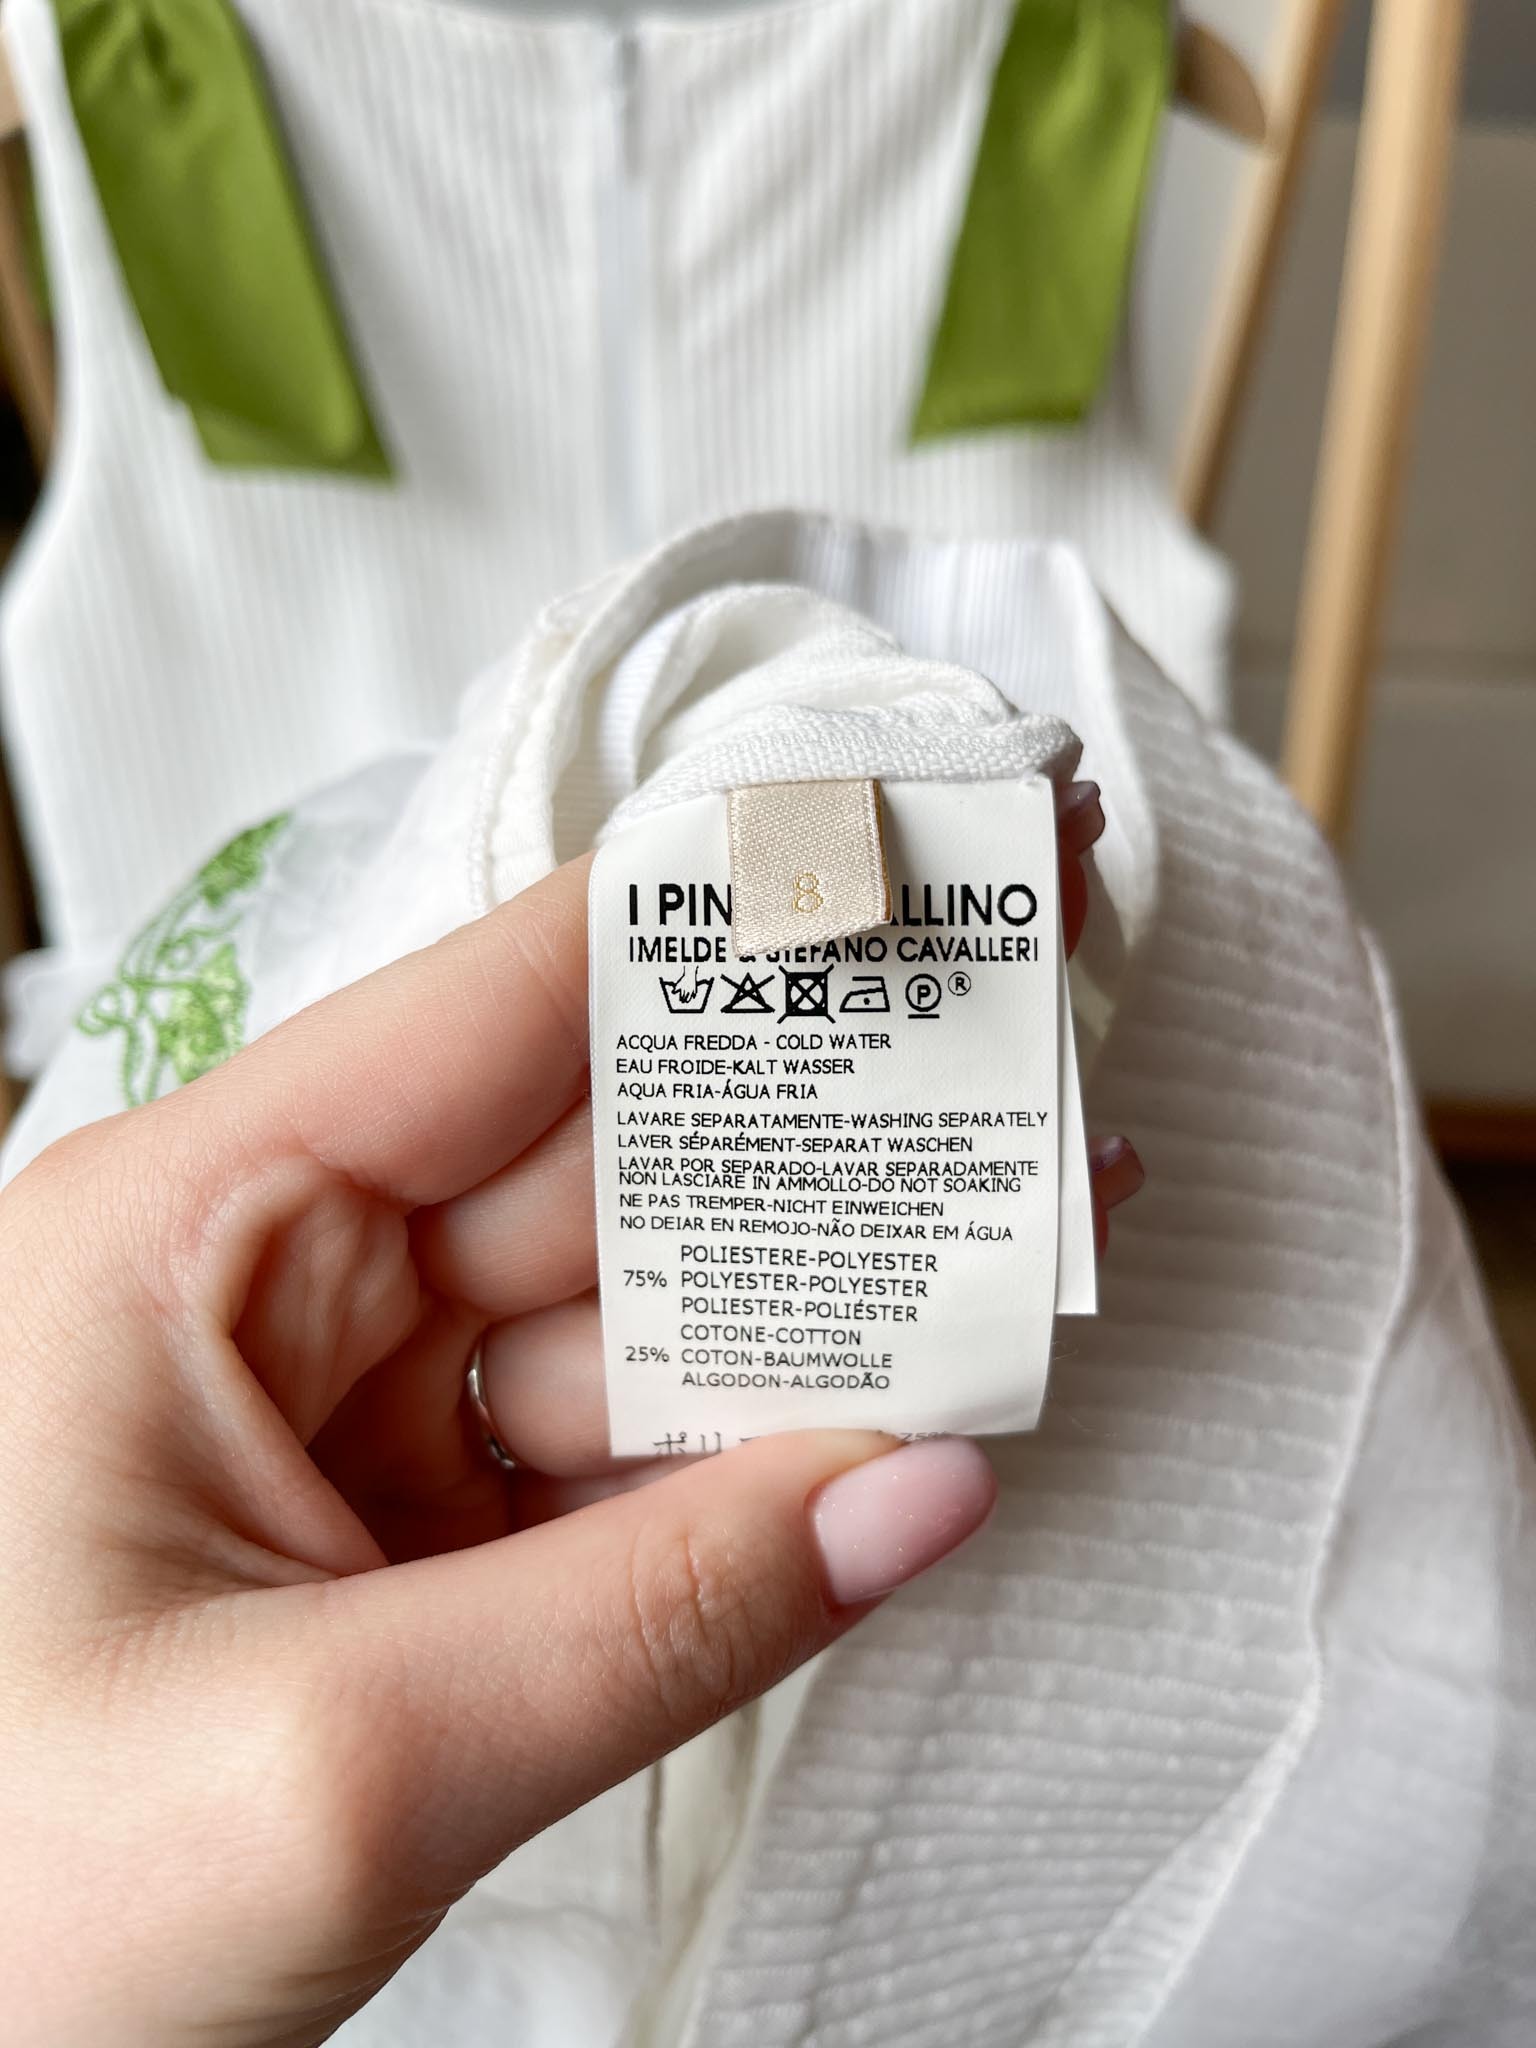 8
I PIN ALLINO
IMELDE & STEFANO CAVALLERI
P ®
ACQUA FREDDA - COLD WATER
EAU FROIDE-KALT WASSER
AQUA FRIA-ÁGUA FRIA
LAVARE SEPARATAMENTE-WASHING SEPARATELY
LAVER SÉPARÉMENT-SEPARAT WASCHEN
LAVAR POR SEPARADO-LAVAR SEPARADAMENTE
NON LASCIARE IN AMMOLLO-DO NOT SOAKING
NE PAS TREMPER-NICHT EINWEICHEN
NO DEIAR EN REMOJO-NÃO DEIXAR EM ÁGUA
POLIESTERE-POLYESTER
75% POLYESTER-POLYESTER
POLIESTER-POLIÉSTER
COTONE-COTTON
25% COTON-BAUMWOLLE
ALGODON-ALGODÃO